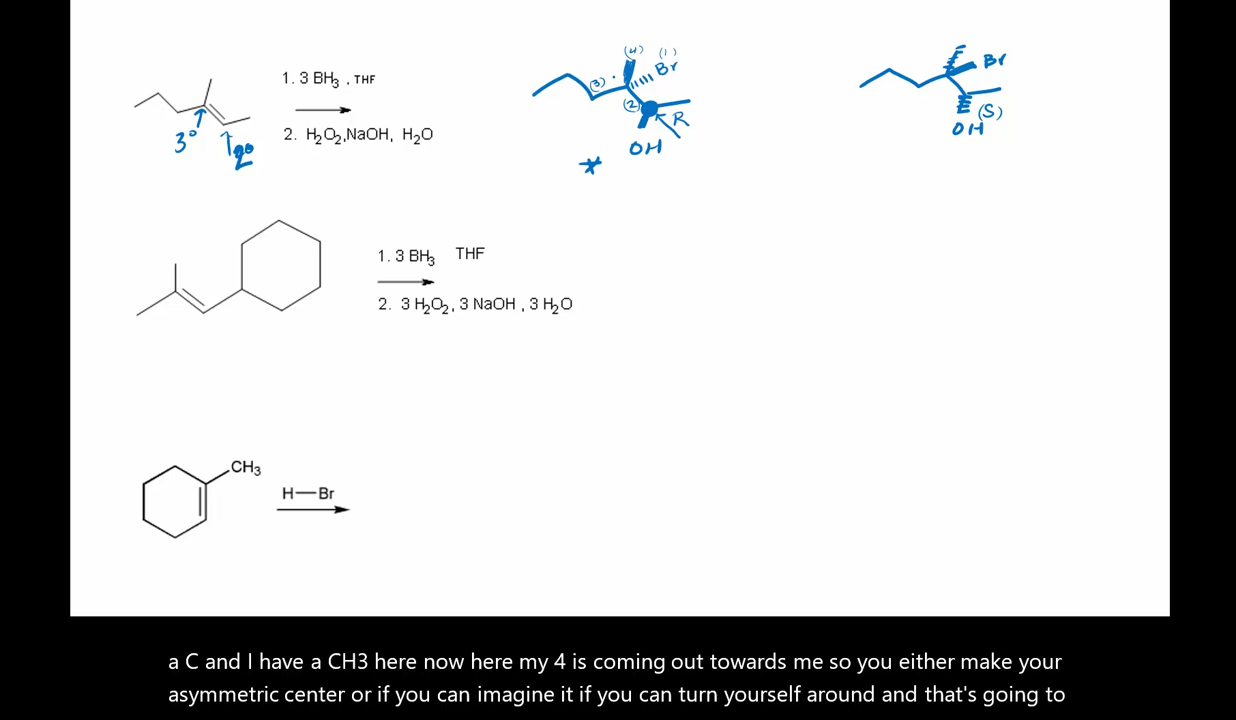 1. 3 BH3 . THF
2. H2O2,NaOH, H2O
3°
2°
(4)
(1)
Br
(3)
(2)
R
OH
*
Br
(S)
OH
1. 3 BH3 THF
2. 3 H2O2, 3 NaOH , 3 H2O
CH3
H—Br
a C and I have a CH3 here now here my 4 is coming out towards me so you either make your
asymmetric center or if you can imagine it if you can turn yourself around and that's going to